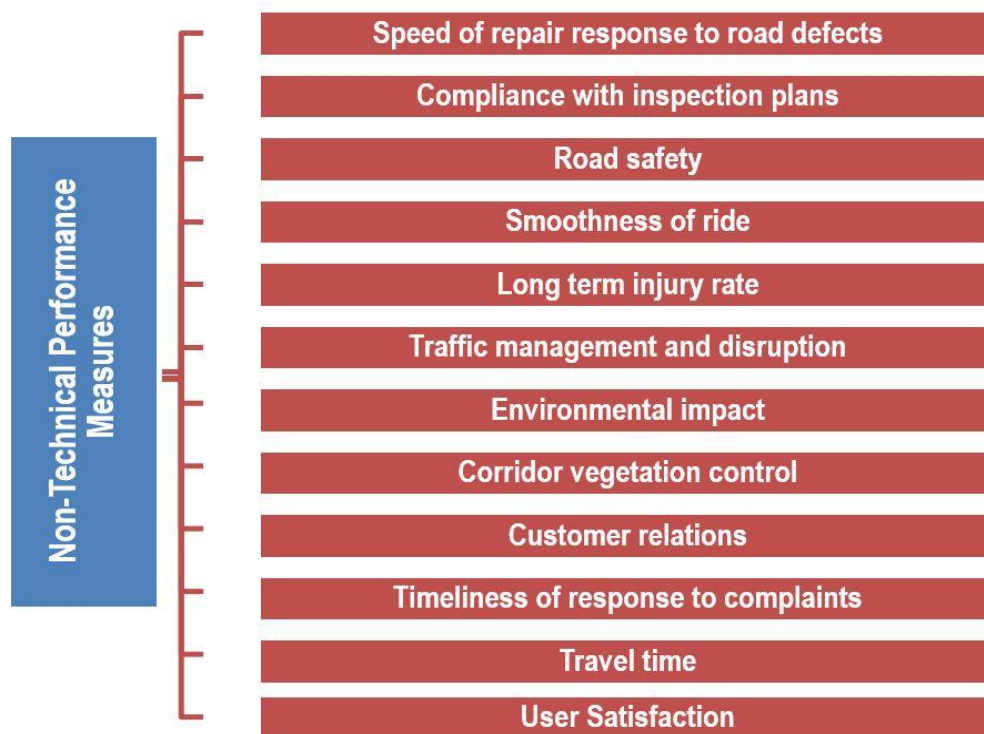 Non-Technical Performance
Measures
Speed of repair response to road defects
Compliance with inspection plans
Road safety
Smoothness of ride
Long term injury rate
Traffic management and disruption
Environmental impact
Corridor vegetation control
Customer relations
Timeliness of response to complaints
Travel time
User Satisfaction